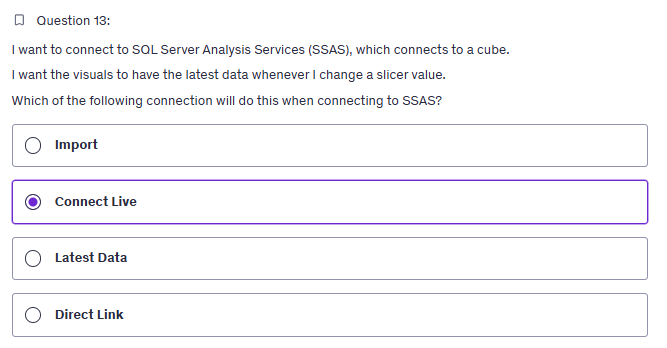 Question 13:
I want to connect to SQL Server Analysis Services (SSAS), which connects to a cube.
I want the visuals to have the latest data whenever I change a slicer value.
Which of the following connection will do this when connecting to SSAS?
Import
Connect Live
Latest Data
Direct Link